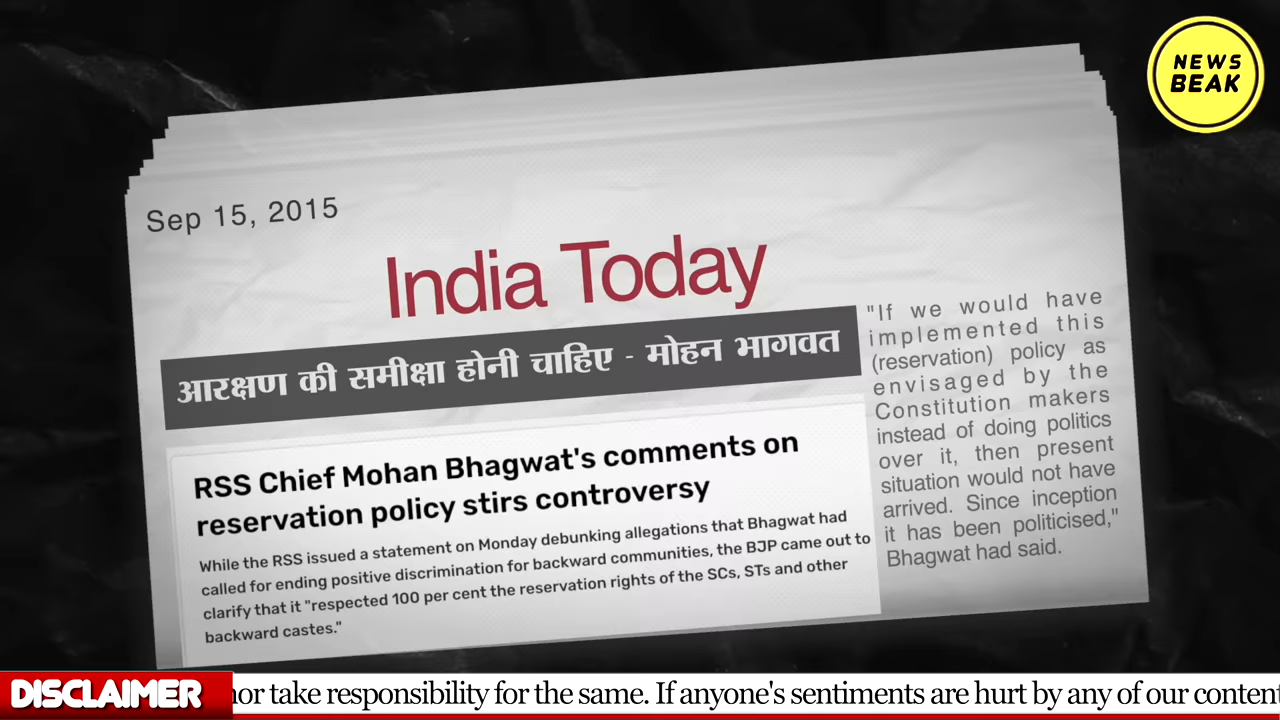 NEWS
BEAK
Sep 15, 2015
India Today
आरक्षण की समीक्षा होनी चाहिए - मोहन भागवत
RSS Chief Mohan Bhagwat's comments on
reservation policy stirs controversy
While the RSS issued a statement on Monday debunking allegations that Bhagwat had
called for ending positive discrimination for backward communities, the BJP came out to
clarify that it "respected 100 per cent the reservation rights of the SCs, STs and other
backward castes."
"If we would have
implemented this
(reservation) policy as
envisaged by the
Constitution makers
instead of doing politics
over it, then present
situation would not have
arrived. Since inception
it has been politicised,"
Bhagwat had said.
DISCLAIMER
nor take responsibility for the same. If anyone's sentiments are hurt by any of our content